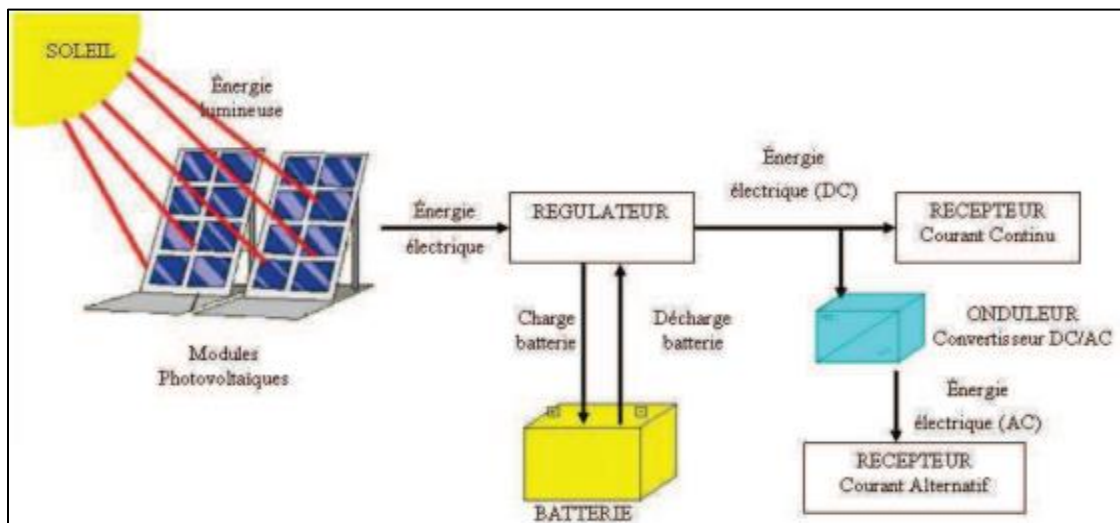 SOLEIL
Énergie
lumineuse
Modules
Photovoltaïques
Énergie
électrique
REGULATEUR
Charge
batterie
Décharge
batterie
BATTERIE
Énergie
électrique (DC)
RECEPTEUR
Courant Continu
ONDULEUR
Convertisseur DC/AC
Énergie
électrique (AC)
RECEPTEUR
Courant Alternatif